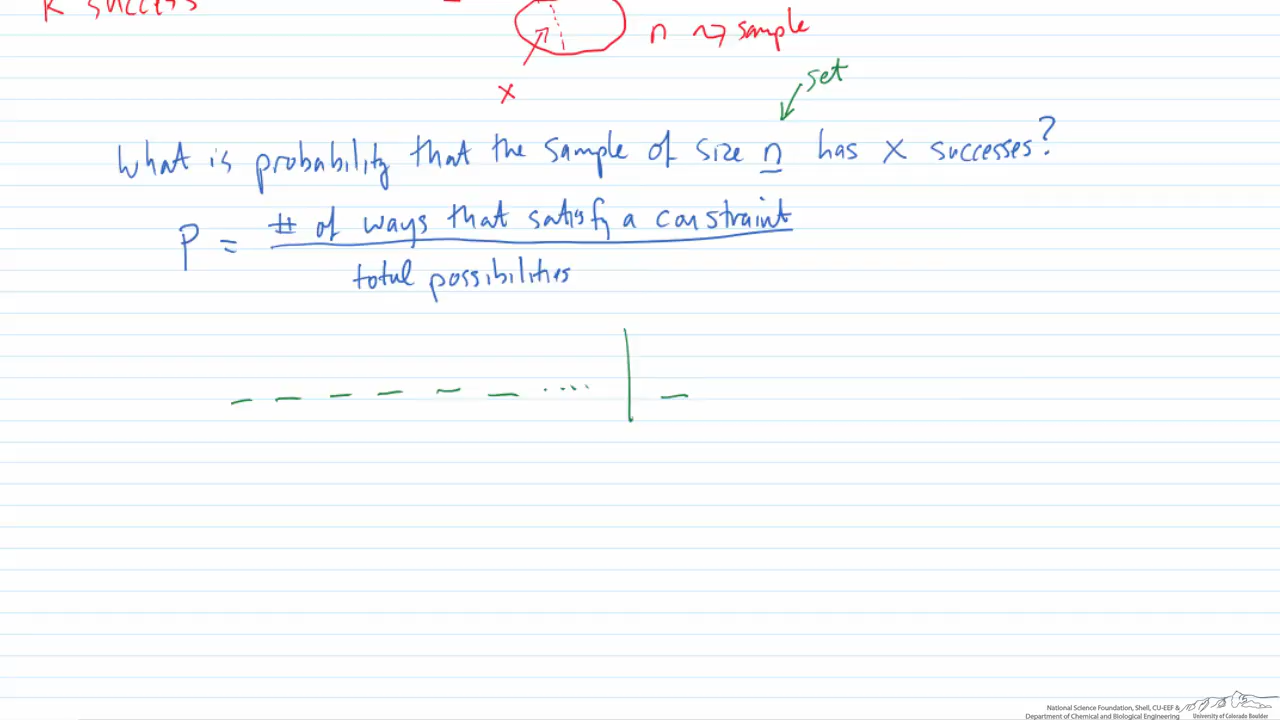 K success
n → sample
x
set
What is probability that the sample of size n has x successes?
P = # of ways that satisfy a constraint
total possibilities
National Science Foundation, Shell, CU-EEF &
Department of Chemical and Biological Engineering
University of Colorado Boulder